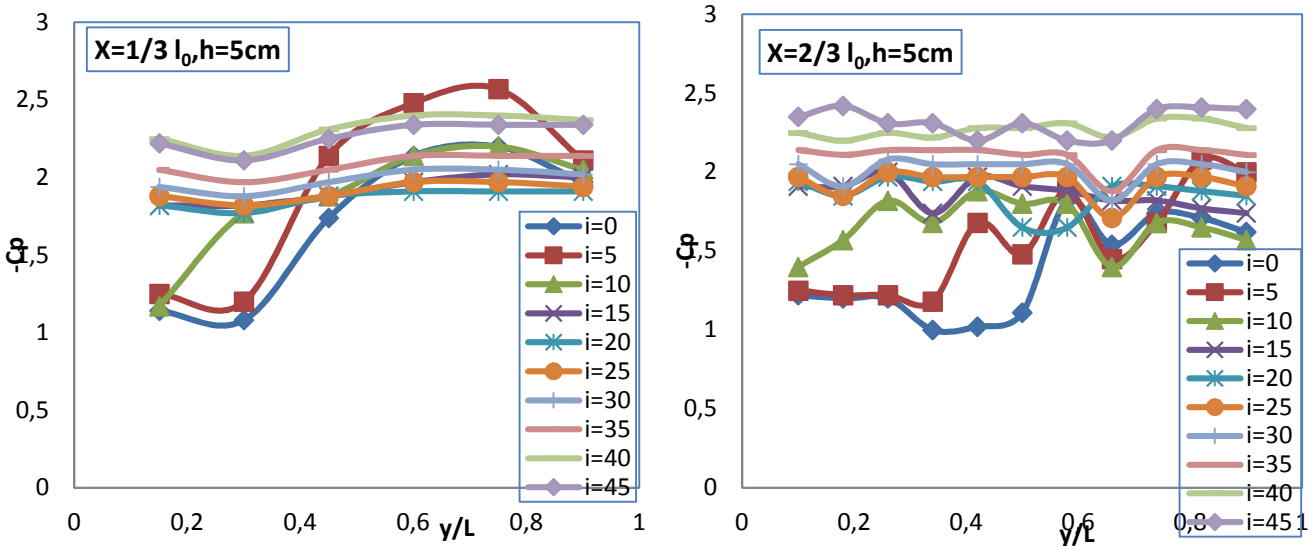 3
2,5
2
1,5
1
0,5
0
-Cp
X=1/3 l0,h=5cm
i=0
i=5
i=10
i=15
i=20
i=25
i=30
i=35
i=40
i=45
0 0,2 0,4 0,6 0,8 1
y/L
3
2,5
2
1,5
1
0,5
0
-Cp
X=2/3 l0,h=5cm
i=0
i=5
i=10
i=15
i=20
i=25
i=30
i=35
i=40
i=45
0 0,2 0,4 0,6 0,8 1
y/L